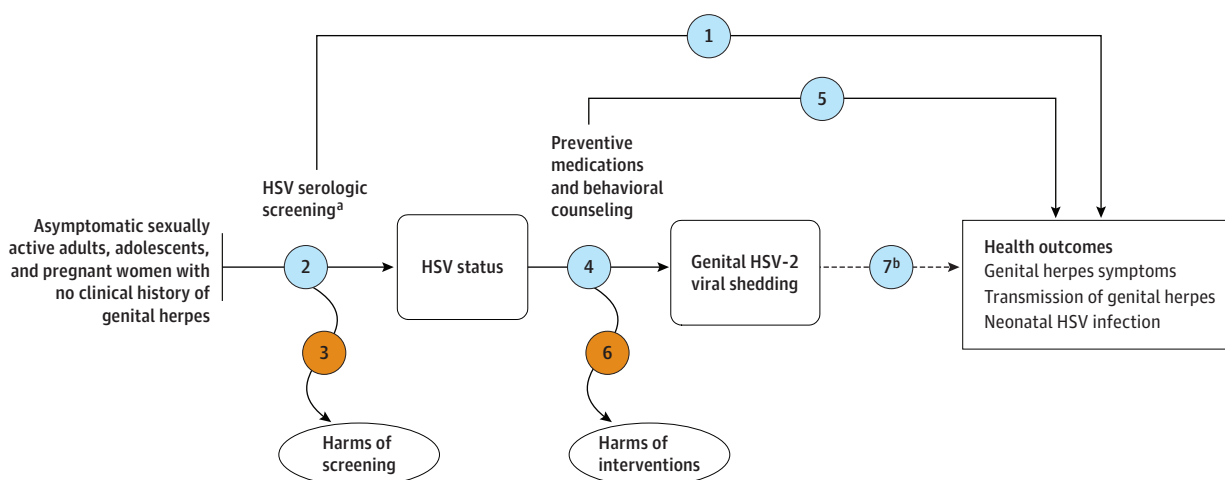 1
5
Preventive
medications
and behavioral
counseling
HSV serologic
screeningᵃ
Asymptomatic sexually
active adults, adolescents,
and pregnant women with
no clinical history of
genital herpes
2
HSV status
4
Genital HSV-2
viral shedding
7ᵇ
Health outcomes
Genital herpes symptoms
Transmission of genital herpes
Neonatal HSV infection
3
6
Harms of
screening
Harms of
interventions